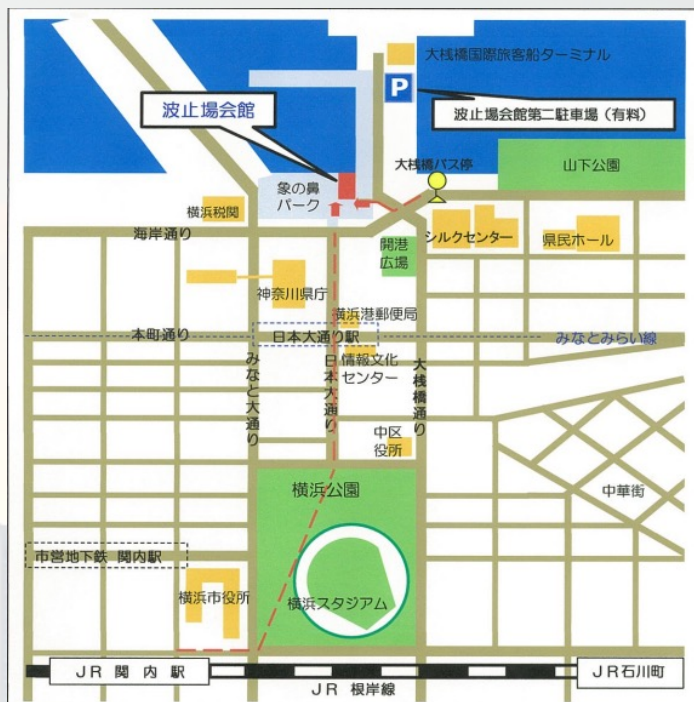 大桟橋国際旅客船ターミナル
P
波止場会館
波止場会館第二駐車場（有料）
大桟橋バス停
山下公園
象の鼻
パーク
横浜税関
海岸通り
シルクセンター
県民ホール
開港
広場
神奈川県庁
横浜港郵便局
本町通り
日本大通り駅
みなとみらい線
情報文化
センター
みなと大通り
日本大通り
大桟橋通り
中区
役所
横浜公園
中華街
市営地下鉄 関内駅
横浜市役所
横浜スタジアム
JR 関内駅
JR石川町
JR 根岸線